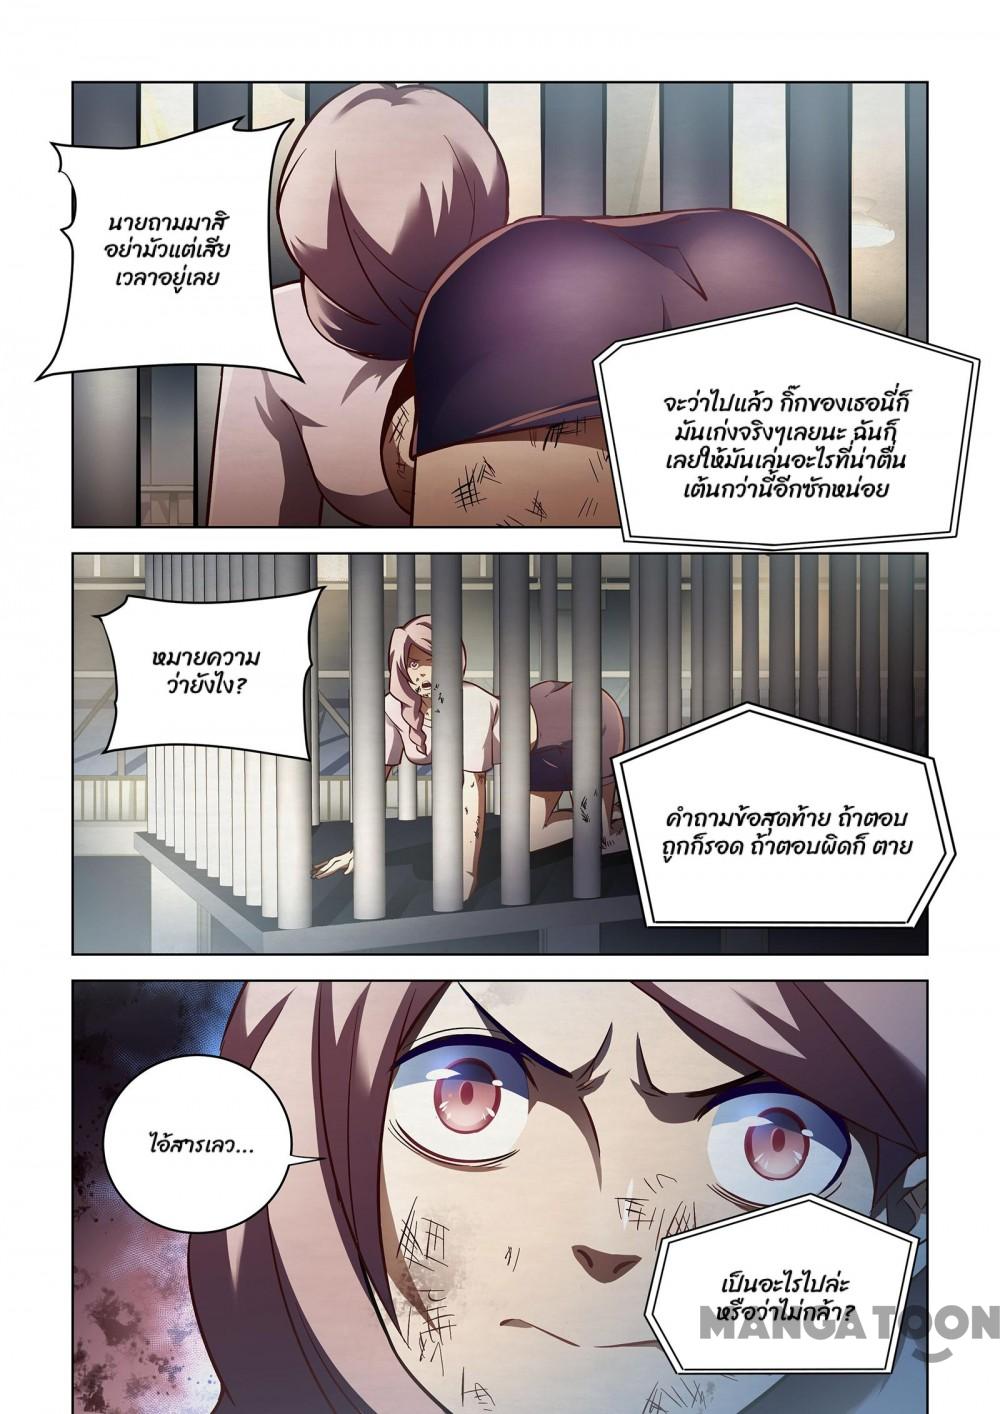 นายถามมาสิ
อย่ามัวแต่เสีย
เวลาอยู่เลย
จะว่าไปแล้ว กิ๊กของเธอนี่ก็
มันเก่งจริงๆเลยนะ ฉันก็
เลยให้มันเล่นอะไรที่น่าตื่น
เต้นกว่านี้อีกซักหน่อย
หมายความ
ว่ายังไง?
คำถามข้อสุดท้าย ถ้าตอบ
ถูกก็รอด ถ้าตอบผิดก็ ตาย
ไอ้สารเลว...
เป็นอะไรไปล่ะ
หรือว่าไม่กล้า?
MANGATOON